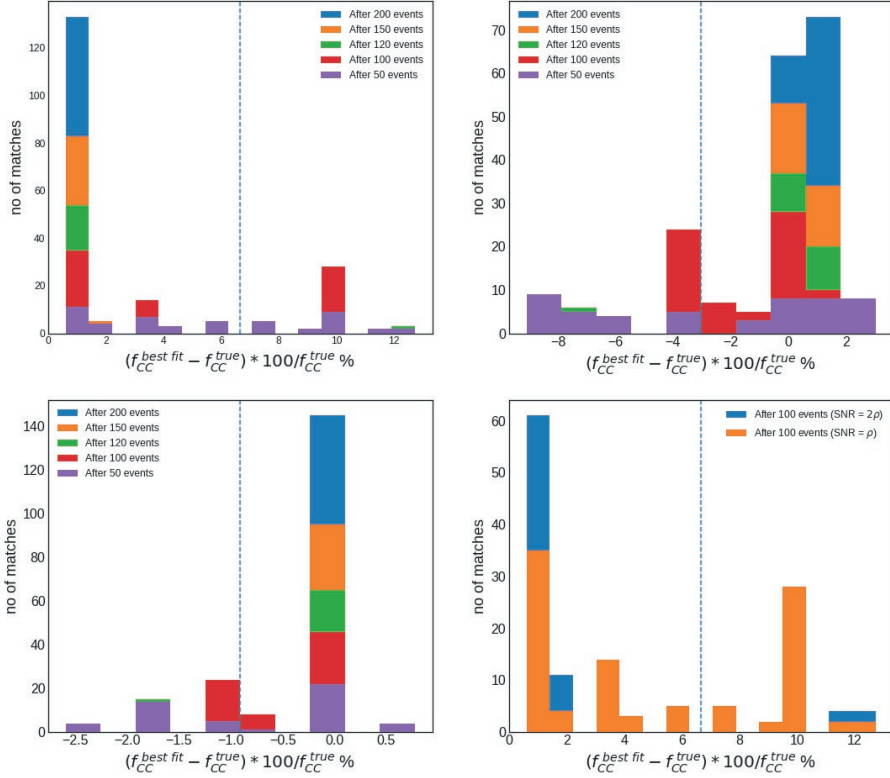 After 200 events
After 150 events
After 120 events
After 100 events
After 50 events
no of matches
0 20 40 60 80 100 120
0 2 4 6 8 10 12
(f_CC^best fit − f_CC^true) * 100/f_CC^true %
After 200 events
After 150 events
After 120 events
After 100 events
After 50 events
no of matches
0 10 20 30 40 50 60 70
−8 −6 −4 −2 0 2
(f_CC^best fit − f_CC^true) * 100/f_CC^true %
After 200 events
After 150 events
After 120 events
After 100 events
After 50 events
no of matches
0 20 40 60 80 100 120 140
−2.5 −2.0 −1.5 −1.0 −0.5 0.0 0.5
(f_CC^best fit − f_CC^true) * 100/f_CC^true %
After 100 events (SNR = 2ρ)
After 100 events (SNR = ρ)
no of matches
0 10 20 30 40 50 60
0 2 4 6 8 10 12
(f_CC^best fit − f_CC^true) * 100/f_CC^true %